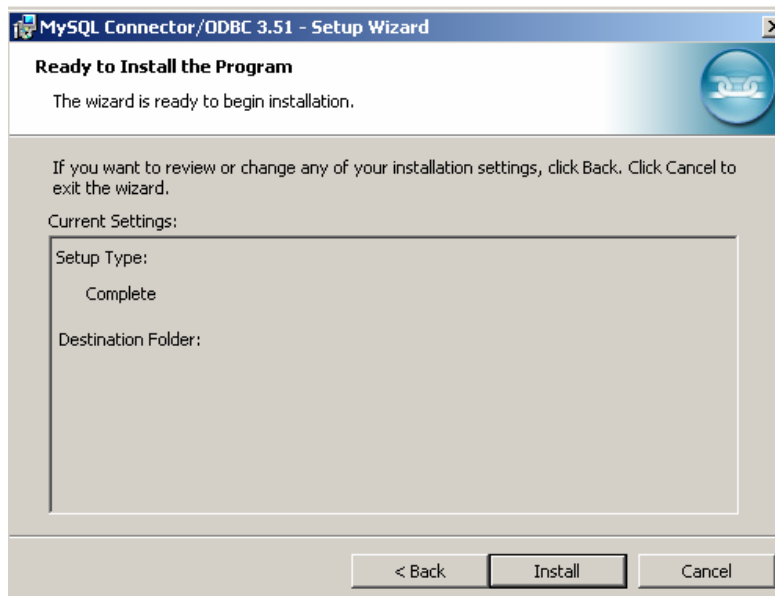 MySQL Connector/ODBC 3.51 - Setup Wizard
Ready to Install the Program
The wizard is ready to begin installation.
If you want to review or change any of your installation settings, click Back. Click Cancel to
exit the wizard.
Current Settings:
Setup Type:
Complete
Destination Folder:
< Back
Install
Cancel